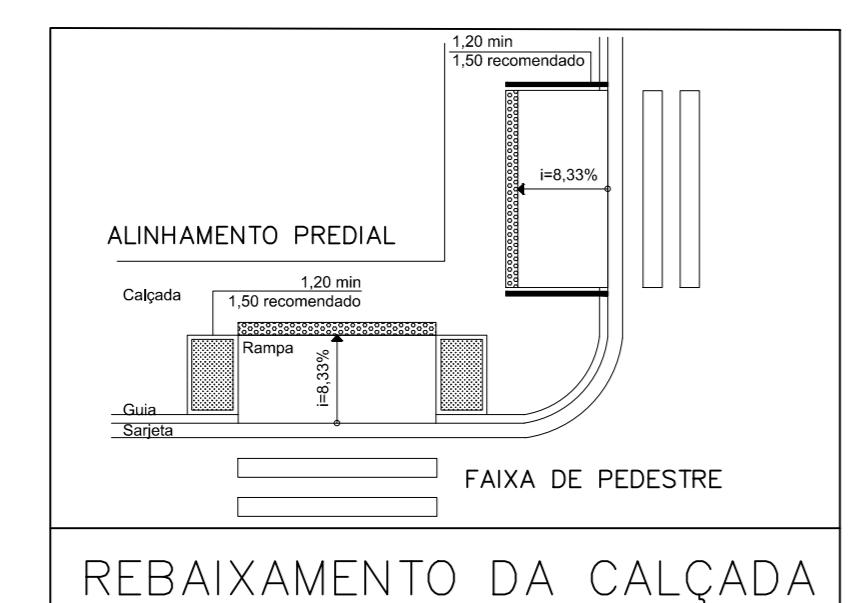 1,20 min
1,50 recomendado
i=8,33%
ALINHAMENTO PREDIAL
Calçada
1,20 min
1,50 recomendado
Rampa
i=8,33%
Guia
Sarjeta
FAIXA DE PEDESTRE
REBAIXAMENTO DA CALÇADA